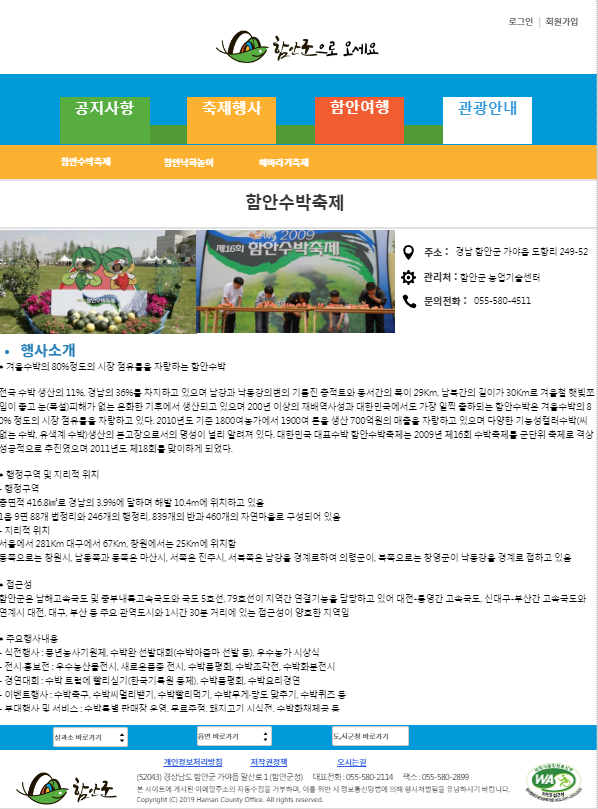 로그인 | 회원가입
함안군으로 오세요
공지사항 축제행사 함안여행 관광안내
함안수박축제 함안낙화놀이 에바라기축제
함안수박축제
2009
제16회 함안수박축제
주소 : 경남 함안군 가야읍 도항리 249-52
관리처 : 함안군 농업기술센터
문의전화 : 055-580-4511
• 행사소개
● 겨울수박의 80%정도의 시장 점유률을 자랑하는 함안수박
전국 수박 생산의 11%, 경남의 36%를 차지하고 있으며 남강과 낙동강의변의 기름진 충적토와 동서간의 폭이 29Km, 남북간의 길이가 30Km로 겨울철 햇빛쪼
임이 좋고 눈(폭설)피해가 없는 온화한 기후에서 생산되고 있으며 200년 이상의 재배역사성과 대한민국에서도 가장 일찍 출하되는 함안수박은 겨울수박의 8
0% 정도의 시장 점유률을 자랑하고 있다. 2010년도 기준 1800여농가에서 1900여 톤을 생산 700억원의 매출을 자랑하고 있으며 다양한 기능성컬러수박(씨
없는 수박, 유색계 수박)생산의 본고장으로서의 명성이 널리 알려져 있다. 대한민국 대표수박 함안수박축제는 2009년 제16회 수박축제를 군단위 축제로 격상
성공적으로 추진였으며 2011년도 제18회를 맞이하게 되었다.
● 행정구역 및 지리적 위치
- 행정구역
총면적 416.8㎢로 경남의 3.9%에 달하며 해발 10.4m에 위치하고 있음
1읍 9면 88개 법정리와 246개의 행정리, 839개의 반과 460개의 자연마을로 구성되어 있음
- 지리적 위치
서울에서 281Km 대구에서 67Km, 창원에서는 25Km에 위치함
동쪽으로는 창원시, 남동쪽과 동쪽은 마산시, 서쪽은 진주시, 서북쪽은 남강을 경계로하여 의령군이, 북쪽으로는 창녕군이 낙동강을 경계로 접하고 있음
● 접근성
함안군은 남해고속국도 및 중부내륙고속국도와 국도 5호선, 79호선이 지역간 연결기능을 담당하고 있어 대전-통영간 고속국도, 신대구-부산간 고속국도와
연계시 대전, 대구, 부산 등 주요 관역도시와 1시간 30분 거리에 있는 접근성이 양호한 지역임
● 주요행사내용
- 식전행사 : 풍년농사기원제, 수박왕 선발대회(수박아줌마 선발 등), 우수농가 시상식
- 전시·홍보전 : 우수농산물전시, 새로운품종 전시, 수박품평회, 수박조각전, 수박화분전시
- 경연대회 : 수박 트럼에 빨리실기(한국기록원 등제), 수박품평회, 수박요리경연
- 이벤트행사 : 수박축구, 수박씨멀리뱉기, 수박빨리먹기, 수박무게·당도 맞추기, 수박퀴즈 등
- 부대행사 및 서비스 : 수박특별 판매장 운영, 무료주점, 돼지고기 시식전, 수박화채제공 등
실과소 바로가기
읍면 바로가기
도,시군청 바로가기
개인정보처리방침 저작권정책 오시는길
(52043) 경상남도 함안군 가야읍 말산로 1 (함안군청) 대표전화 : 055-580-2114 팩스 : 055-580-2899
본 사이트에 게시된 이메일주소의 자동수집을 거부하며, 이를 위반 시 정보통신망법에 의해 형사처벌됨을 유념하시기 바랍니다.
Copyright (C) 2019 Haman County Office. All rights reserved.
함안군
WA